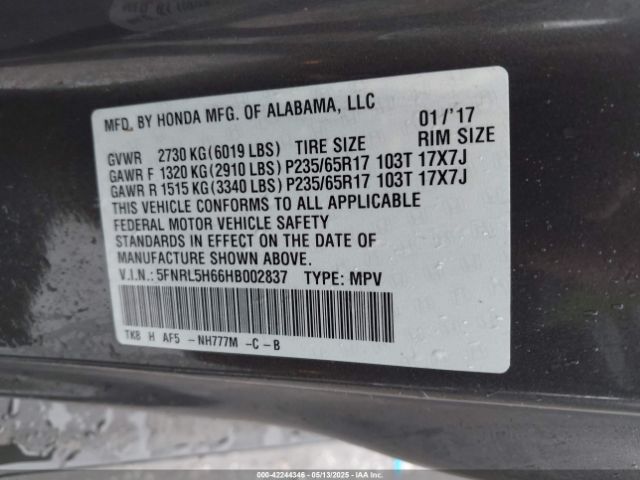 MFD. BY HONDA MFG. OF ALABAMA, LLC 01/'17
GVWR 2730 KG(6019 LBS) TIRE SIZE RIM SIZE
GAWR F 1320 KG(2910 LBS) P235/65R17 103T 17X7J
GAWR R 1515 KG(3340 LBS) P235/65R17 103T 17X7J
THIS VEHICLE CONFORMS TO ALL APPLICABLE
FEDERAL MOTOR VEHICLE SAFETY
STANDARDS IN EFFECT ON THE DATE OF
MANUFACTURE SHOWN ABOVE.
V.I.N.: 5FNRL5H66HB002837 TYPE: MPV
TK8 H AF5 -NH777M -C -B
00-42244346 - 05/13/2025 - IAA Inc. (IAA)